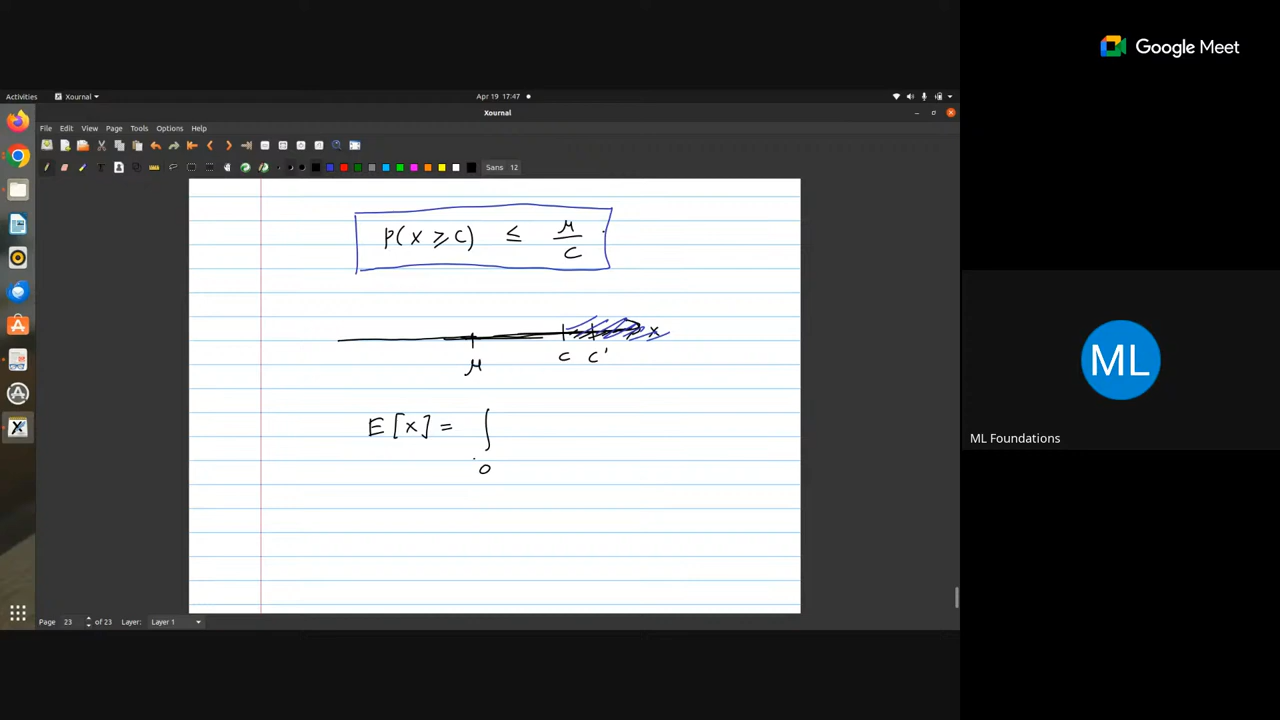 Google Meet
Activities Xournal Apr 19 17:47
Xournal
File Edit View Page Tools Options Help
Sans 12
P(X ⩾ C) ≤ μ/C
μ C C' X
E[X] = ∫₀
ML
ML Foundations
Page 23 of 23 Layer: Layer 1